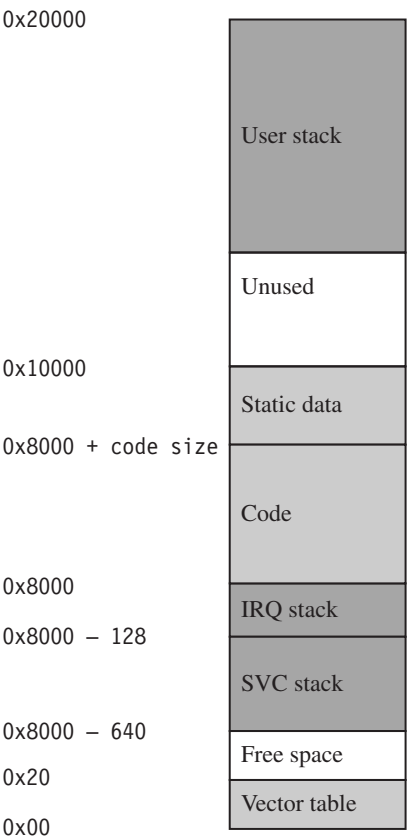 0x20000
User stack
Unused
0x10000
Static data
0x8000 + code size
Code
0x8000
IRQ stack
0x8000 – 128
SVC stack
0x8000 – 640
Free space
0x20
Vector table
0x00